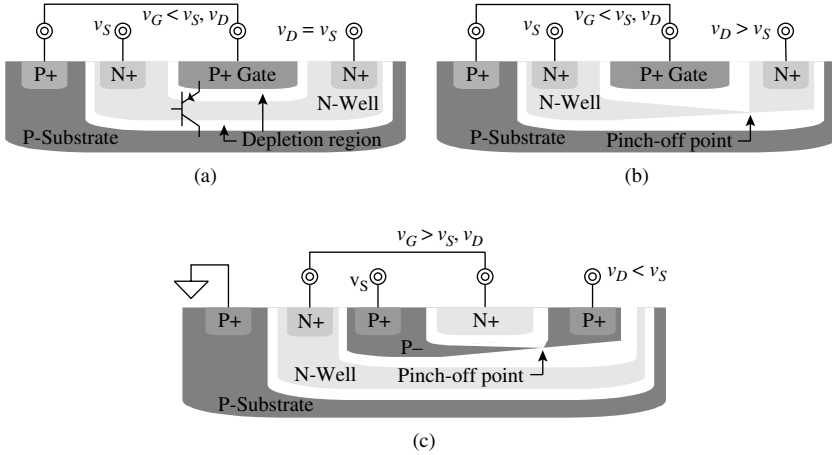 v_G < v_S, v_D
v_S
v_D = v_S
P+
N+
P+ Gate
N+
N-Well
P-Substrate
Depletion region
(a)
v_G < v_S, v_D
v_S
v_D > v_S
P+
N+
P+ Gate
N+
N-Well
P-Substrate
Pinch-off point
(b)
v_G > v_S, v_D
v_S
v_D < v_S
P+
N+
P+
N+
P+
P–
N-Well
Pinch-off point
P-Substrate
(c)